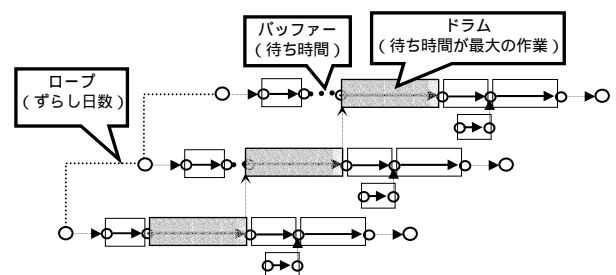 バッファー
（待ち時間）
ドラム
（待ち時間が最大の作業）
ロープ
（ずらし日数）